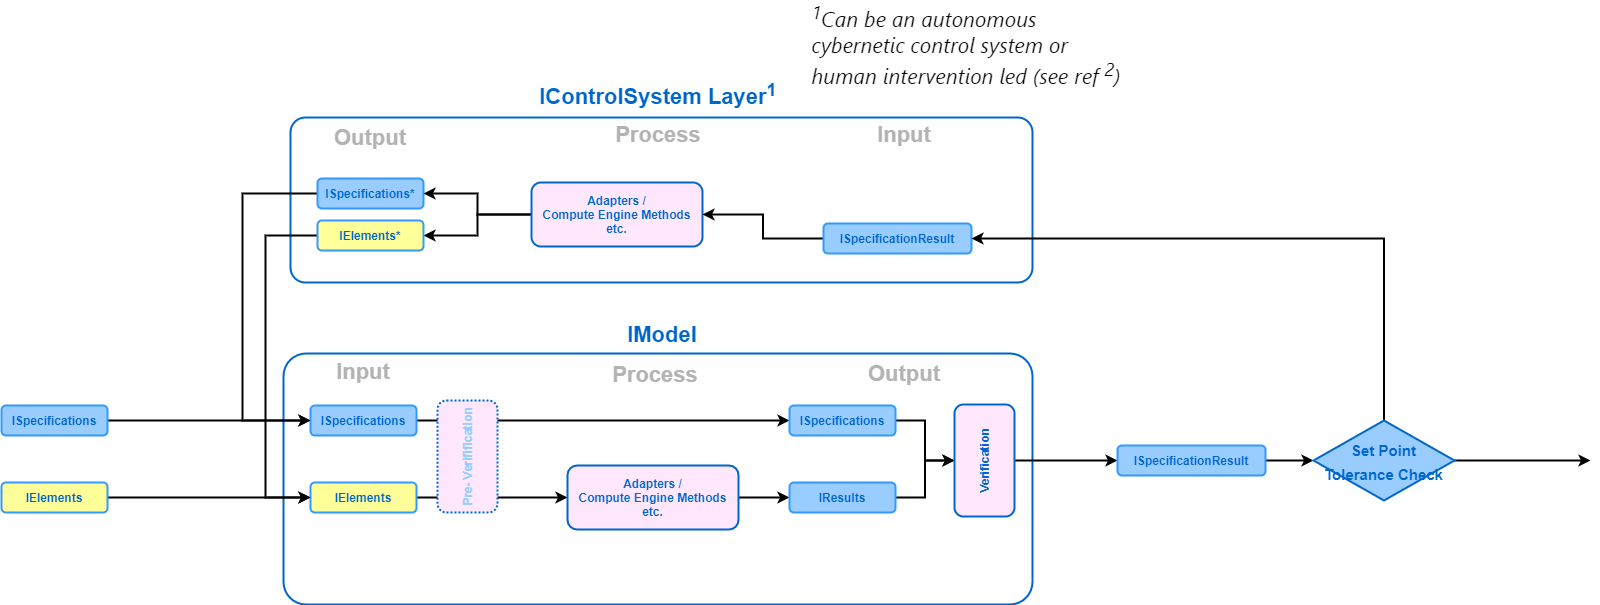 ¹Can be an autonomous
cybernetic control system or
human intervention led (see ref ²)
IControlSystem Layer¹
Output
Process
Input
ISpecifications*
IElements*
Adapters /
Compute Engine Methods
etc.
ISpecificationResult
IModel
Input
Process
Output
ISpecifications
IElements
ISpecifications
IElements
Pre- Verifification
Adapters /
Compute Engine Methods
etc.
ISpecifications
IResults
Verification
ISpecificationResult
Set Point
Tolerance Check